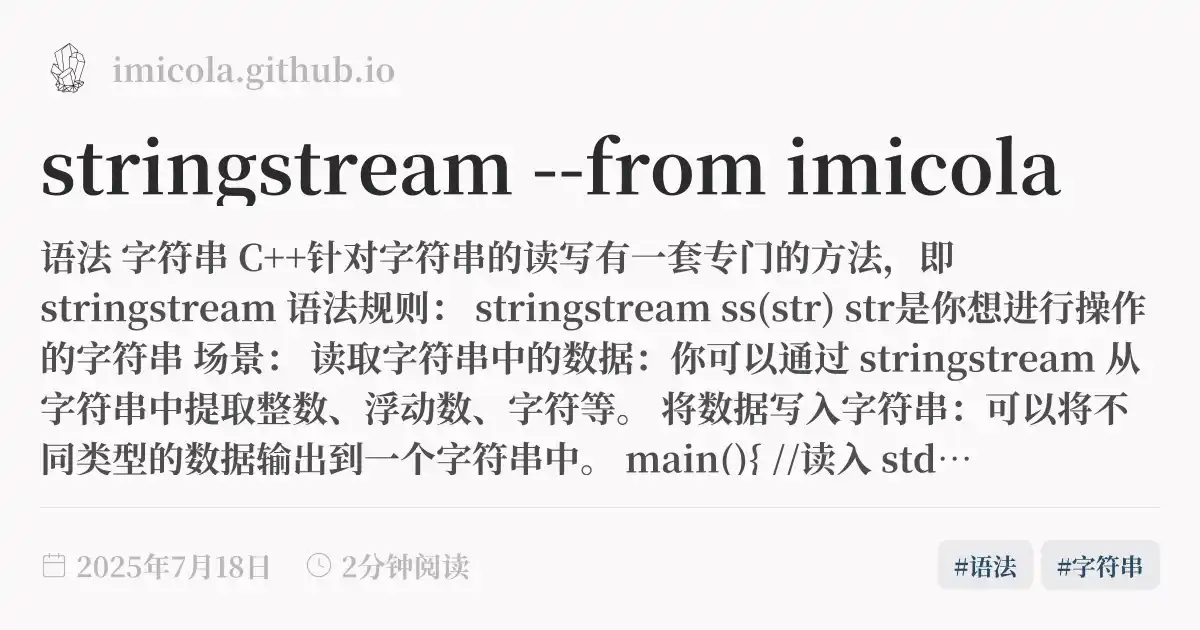 imicola.github.io
stringstream --from imicola
语法 字符串 C++针对字符串的读写有一套专门的方法，即
stringstream 语法规则： stringstream ss(str) str是你想进行操作
的字符串 场景： 读取字符串中的数据：你可以通过 stringstream 从
字符串中提取整数、浮动数、字符等。 将数据写入字符串：可以将不
同类型的数据输出到一个字符串中。 main(){ //读入 std…
2025年7月18日 2分钟阅读 #语法 #字符串